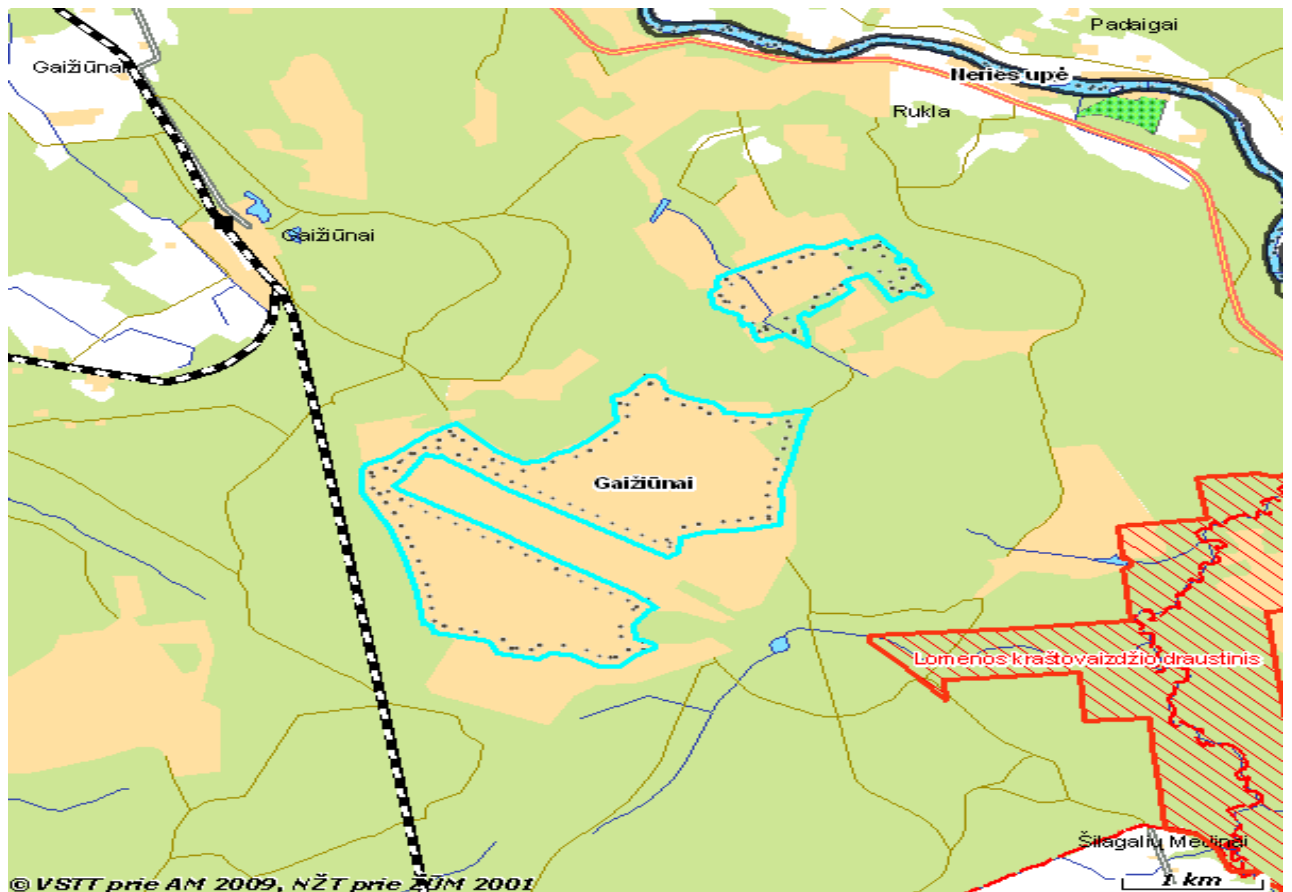 Padaigai
Gaižiūnai
Neries upė
Rukla
Gaižiūnai
Gaižiūnai
Lomenos kraštovaizdžio draustinis
Šilagalių Medinai
1 km
© VSTT prie AM 2009, NŽT prie ŽŪM 2001